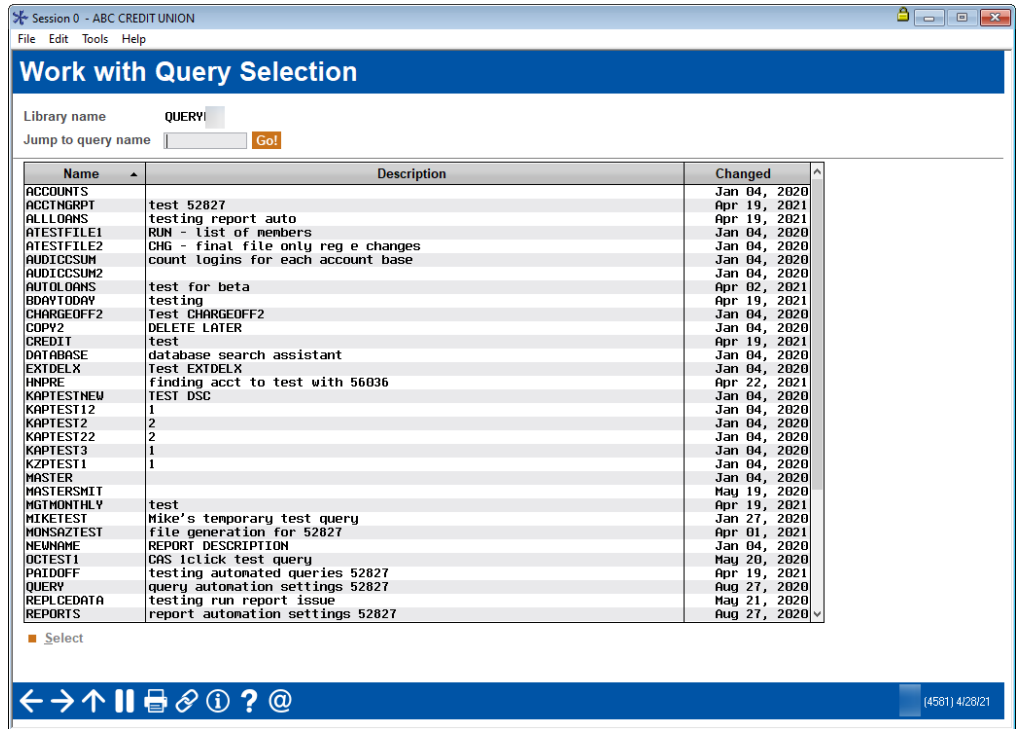 Session 0 - ABC CREDIT UNION
File Edit Tools Help
Work with Query Selection
Library name QUERY
Jump to query name Go!
Name Description Changed
ACCOUNTS Jan 04, 2020
ACCTNGRPT test 52827 Apr 19, 2021
ALLLOANS testing report auto Apr 19, 2021
ATESTFILE1 RUN - list of members Jan 04, 2020
ATESTFILE2 CHG - final file only reg e changes Jan 04, 2020
AUDICCSUM count logins for each account base Jan 04, 2020
AUDICCSUM2 Jan 04, 2020
AUTOLOANS test for beta Apr 02, 2021
BDAYTODAY testing Apr 19, 2021
CHARGEOFF2 Test CHARGEOFF2 Jan 04, 2020
COPY2 DELETE LATER Jan 04, 2020
CREDIT test Apr 19, 2021
DATABASE database search assistant Jan 04, 2020
EXTDELX Test EXTDELX Jan 04, 2020
HNPRE finding acct to test with 56036 Apr 22, 2021
KAPTESTNEW TEST DSC Jan 04, 2020
KAPTEST12 1 Jan 04, 2020
KAPTEST2 2 Jan 04, 2020
KAPTEST22 2 Jan 04, 2020
KAPTEST3 1 Jan 04, 2020
KZPTEST1 1 Jan 04, 2020
MASTER Jan 04, 2020
MASTERSMIT May 19, 2020
MGTMONTHLY test Apr 19, 2021
MIKETEST Mike's temporary test query Jan 27, 2020
MONSAZTEST file generation for 52827 Apr 01, 2021
NEWNAME REPORT DESCRIPTION Jan 04, 2020
OCTEST1 CAS 1click test query May 20, 2020
PAIDOFF testing automated queries 52827 Apr 19, 2021
QUERY query automation settings 52827 Aug 27, 2020
REPLCEDATA testing run report issue May 21, 2020
REPORTS report automation settings 52827 Aug 27, 2020
Select
(4581) 4/28/21